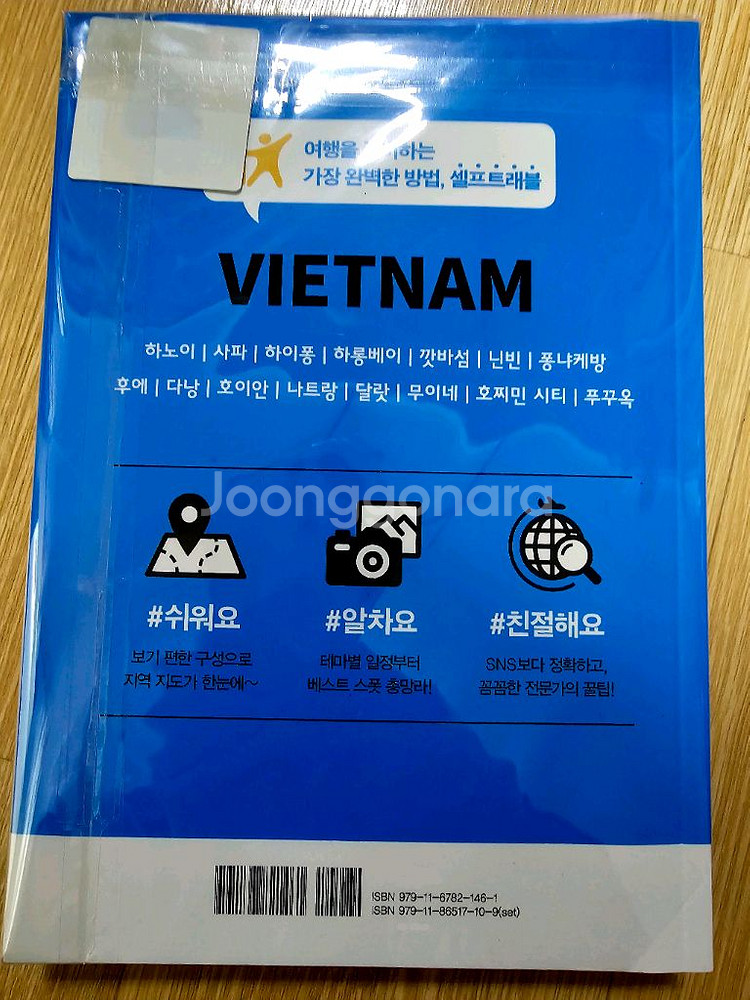 여행을 하는
가장 완벽한 방법, 셀프트래블
VIETNAM
하노이 | 사파 | 하이퐁 | 하롱베이 | 깟바섬 | 닌빈 | 퐁냐케방
후에 | 다낭 | 호이안 | 나트랑 | 달랏 | 무이네 | 호찌민 시티 | 푸꾸옥
Joonggonara
#쉬워요
보기 편한 구성으로
지역 지도가 한눈에~
#알차요
테마별 일정부터
베스트 스폿 총망라!
#친절해요
SNS보다 정확하고,
꼼꼼한 전문가의 꿀팁!
ISBN 979-11-6782-146-1
ISBN 979-11-86517-10-9(set)